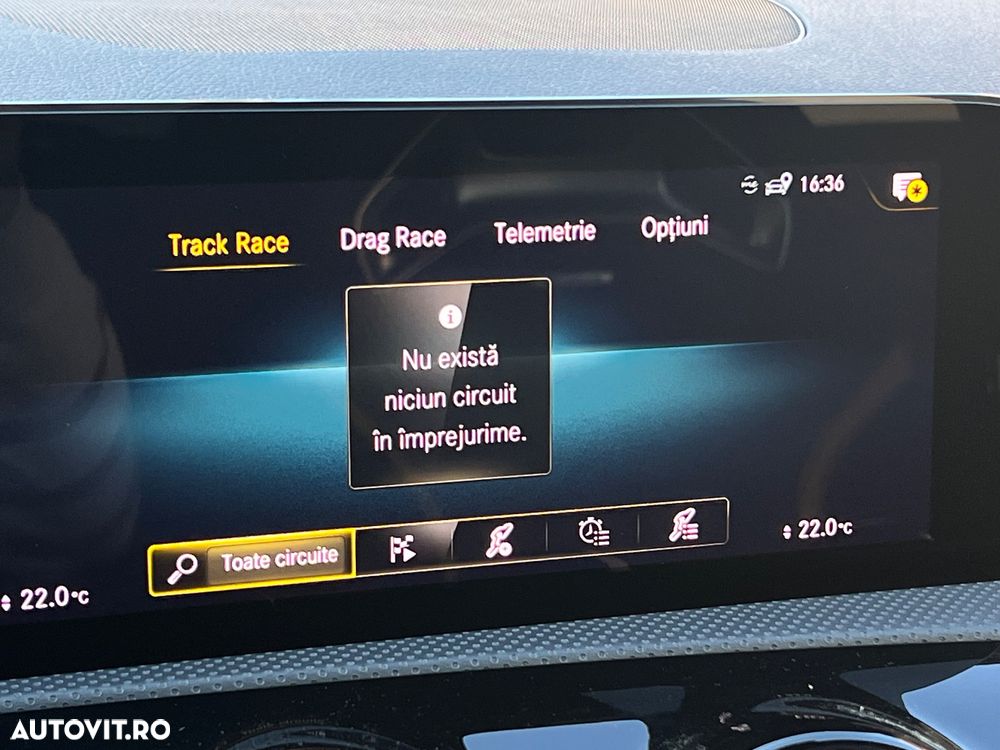 16:36
Track Race
Drag Race
Telemetrie
Opțiuni
Nu există
niciun circuit
în împrejurime.
Toate circuite
22.0°C
22.0°C
AUTOVIT.RO